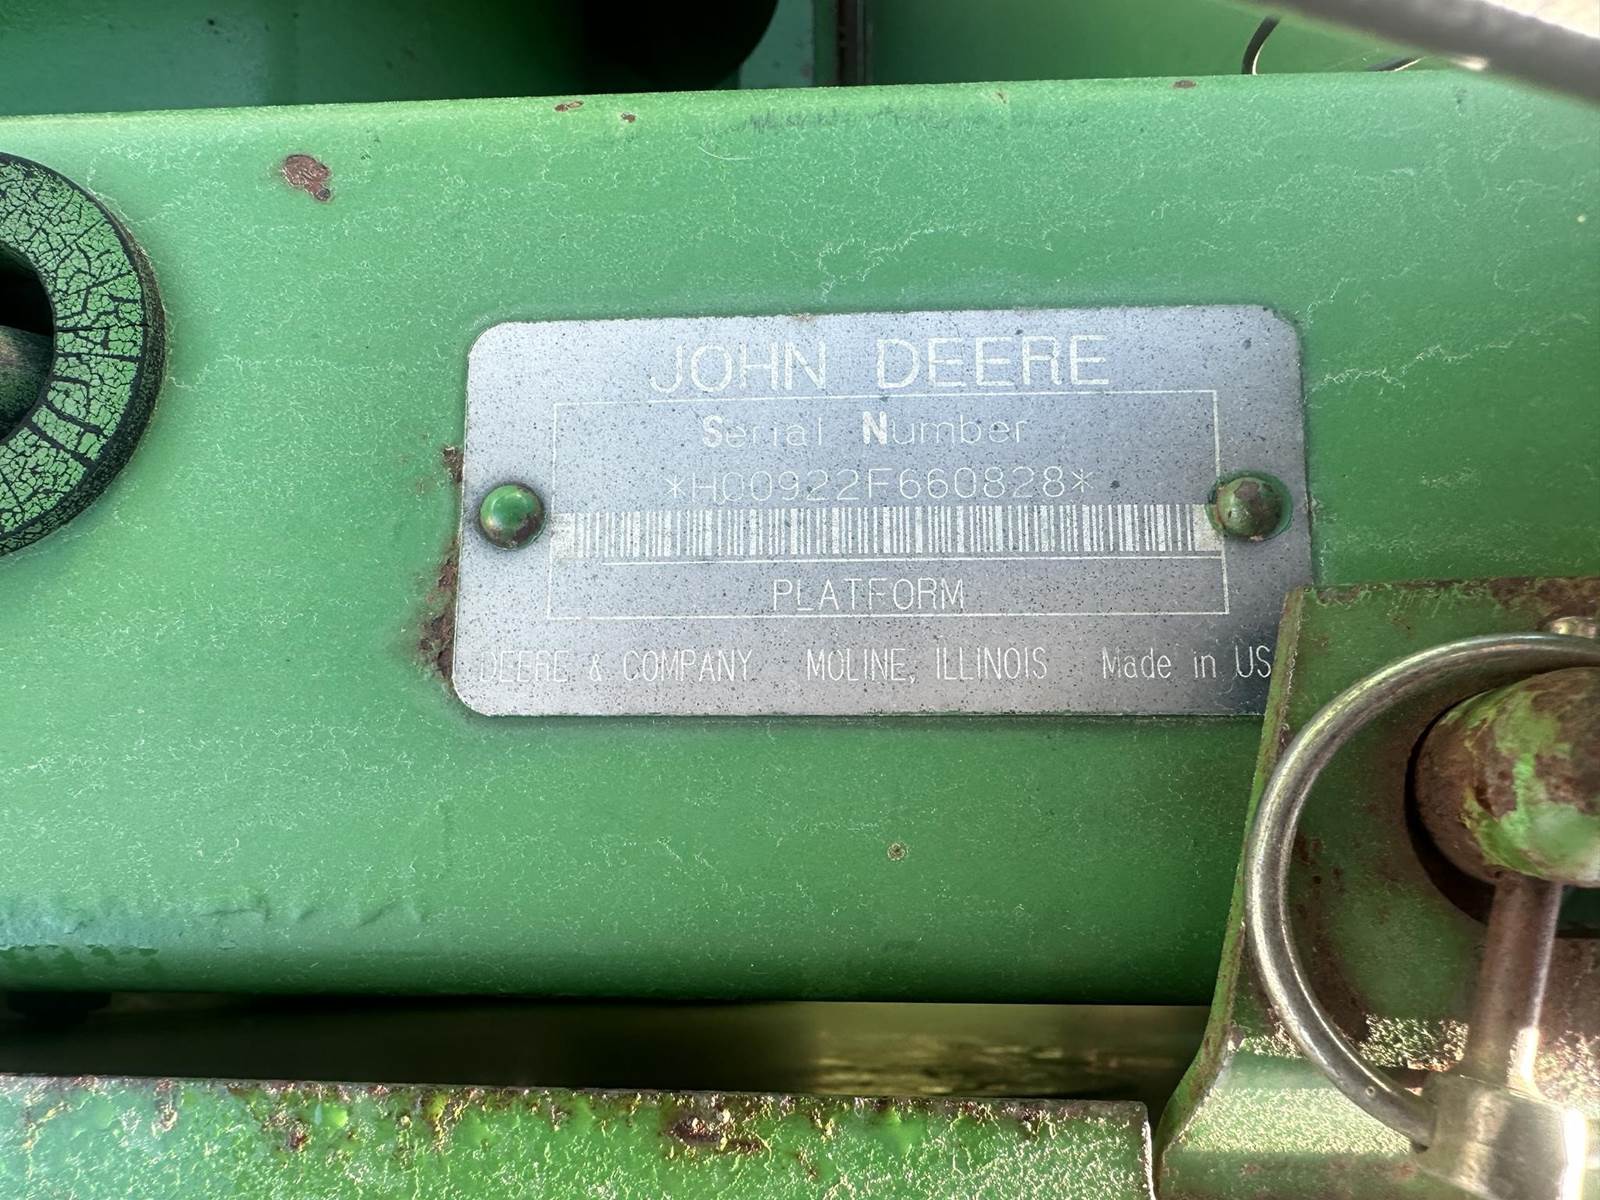 JOHN DEERE
Serial Number
*H00922F660828*
PLATFORM
DEERE & COMPANY MOLINE, ILLINOIS Made in US